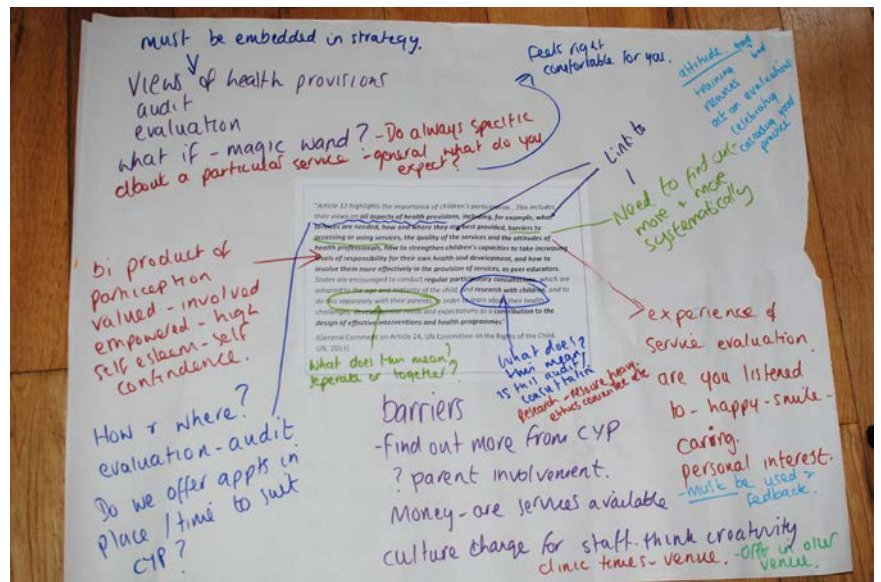 must be embedded in strategy.
Views of health provisions
audit
evaluation
what if - magic wand? - Do always specific
about a particular service - general what do you
expect?
Feels right
comfortable for you.
attitude good
training
resources
act on evaluations
celebrating
cascading good
practice
Link to
Need to find out
more & more
systematically
"Article 12 highlights the importance of children's participation. This includes
their views on all aspects of health provisions, including, for example, what
services are needed, how and where they are best provided, barriers to
accessing or using services, the quality of the services and the attitudes of
health professionals, how to strengthen children's capacities to take increasing
levels of responsibility for their own health and development, and how to
involve them more effectively in the provision of services, as peer educators.
States are encouraged to conduct regular participatory consultations, which are
adapted to the age and maturity of the child, and research with children, and to
do this separately with their parents, in order to learn about their health
challenges, developmental needs and expectations as a contribution to the
design of effective interventions and health programmes"
(General Comment on Article 24, UN Committee on the Rights of the Child:
UN, 2013)
bi product of
partiception
valued - involved
empowered - high
self esteem - self
contidence.
What does this mean?
seperate or together?
What does
this mean
is this audit/
consultation
Research - ethics committee etc
experience of
service evaluation
are you listened
to - happy - smile -
caring.
personal interest.
- must be used &
feedback.
How & where?
evaluation - audit
Do we offer appts in
place / time to suit
CYP?
barriers
- find out more from CYP
? parent involvement.
Money - are services available
culture change for staff - think creativity
clinic times - venue. - Offer in other
venue.